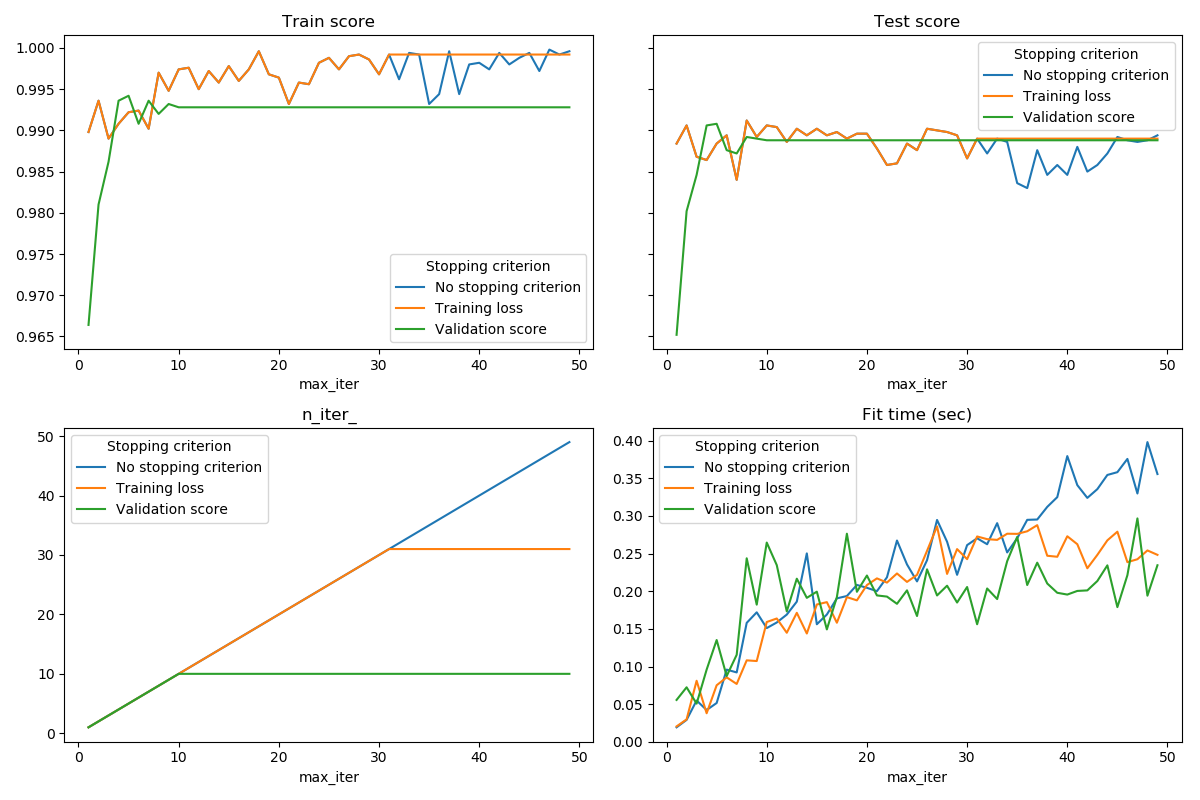 Train score
1.000
0.995
0.990
0.985
0.980
0.975
0.970
0.965
Stopping criterion
No stopping criterion
Training loss
Validation score
0 10 20 30 40 50
max_iter
Test score
Stopping criterion
No stopping criterion
Training loss
Validation score
0 10 20 30 40 50
max_iter
n_iter_
50
40
30
20
10
0
Stopping criterion
No stopping criterion
Training loss
Validation score
0 10 20 30 40 50
max_iter
Fit time (sec)
0.40
0.35
0.30
0.25
0.20
0.15
0.10
0.05
0.00
Stopping criterion
No stopping criterion
Training loss
Validation score
0 10 20 30 40 50
max_iter